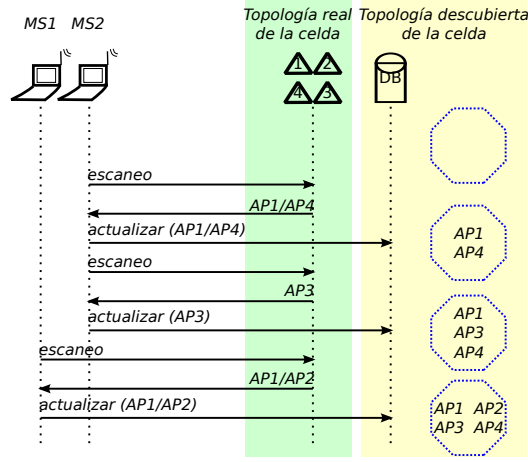 MS1 MS2
Topología real
de la celda
Topología descubierta
de la celda
1 2
4 3
DB
escaneo
AP1/AP4
actualizar (AP1/AP4)
AP1
AP4
escaneo
AP3
actualizar (AP3)
AP1
AP3
AP4
escaneo
AP1/AP2
actualizar (AP1/AP2)
AP1 AP2
AP3 AP4